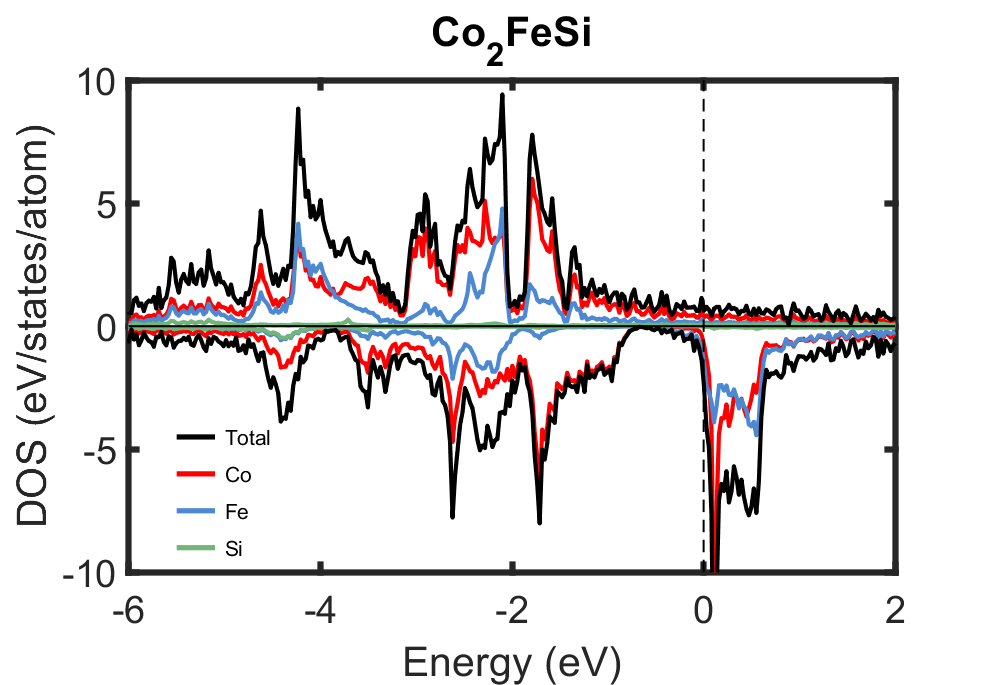 Co₂FeSi
DOS (eV/states/atom)
10
5
0
-5
-10
Total
Co
Fe
Si
-6 -4 -2 0 2
Energy (eV)